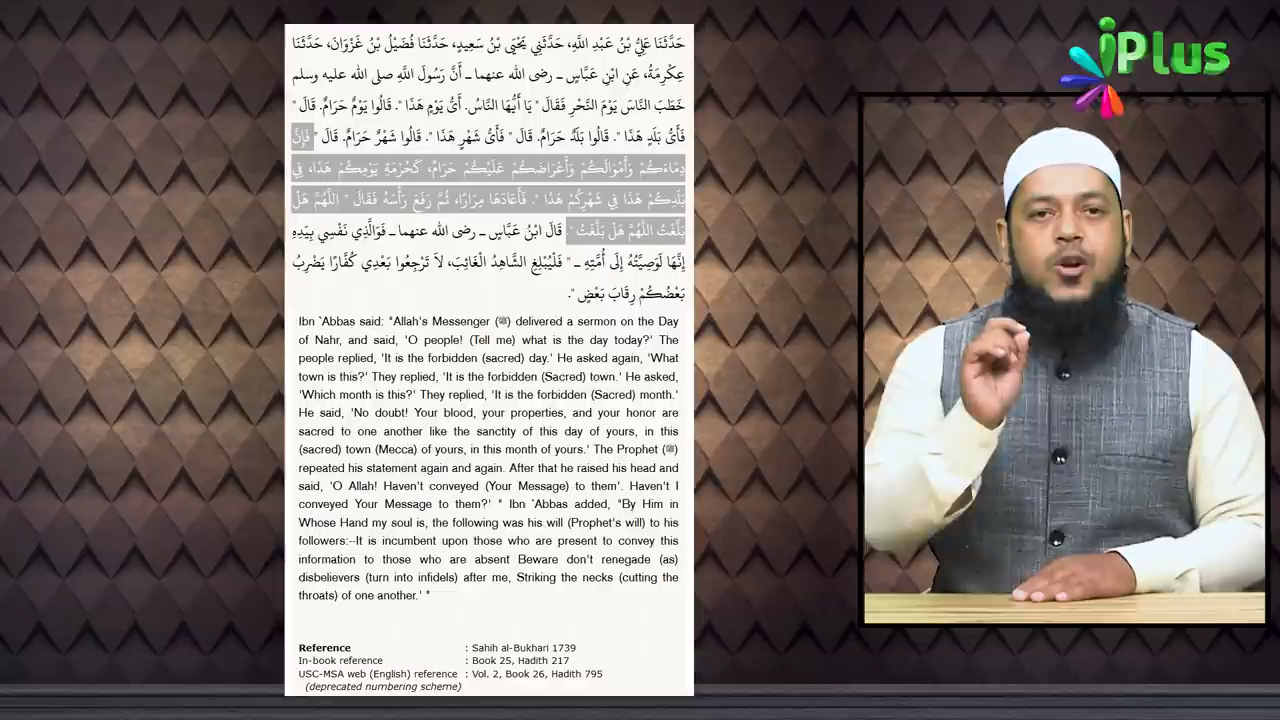 حَدَّثَنَا عَلِيُّ بْنُ عَبْدِ اللَّهِ، حَدَّثَنِي يَحْيَى بْنُ سَعِيدٍ، حَدَّثَنَا فُضَيْلُ بْنُ غَزْوَانَ، حَدَّثَنَا
عِكْرِمَةُ، عَنِ ابْنِ عَبَّاسٍ ـ رضى الله عنهما ـ أَنَّ رَسُولَ اللَّهِ صلى الله عليه وسلم
خَطَبَ النَّاسَ يَوْمَ النَّحْرِ فَقَالَ " يَا أَيُّهَا النَّاسُ. أَىُّ يَوْمٍ هَذَا ". قَالُوا يَوْمٌ حَرَامٌ. قَالَ "
فَأَىُّ بَلَدٍ هَذَا ". قَالُوا بَلَدٌ حَرَامٌ. قَالَ " فَأَىُّ شَهْرٍ هَذَا ". قَالُوا شَهْرٌ حَرَامٌ. قَالَ " فَإِنَّ
دِمَاءَكُمْ وَأَمْوَالَكُمْ وَأَعْرَاضَكُمْ عَلَيْكُمْ حَرَامٌ، كَحُرْمَةِ يَوْمِكُمْ هَذَا، فِي
بَلَدِكُمْ هَذَا فِي شَهْرِكُمْ هَذَا ". فَأَعَادَهَا مِرَارًا، ثُمَّ رَفَعَ رَأْسَهُ فَقَالَ " اللَّهُمَّ هَلْ
بَلَّغْتُ اللَّهُمَّ هَلْ بَلَّغْتُ " قَالَ ابْنُ عَبَّاسٍ ـ رضى الله عنهما ـ فَوَالَّذِي نَفْسِي بِيَدِهِ
إِنَّهَا لَوَصِيَّتُهُ إِلَى أُمَّتِهِ ـ " فَلْيُبْلِغِ الشَّاهِدُ الْغَائِبَ، لاَ تَرْجِعُوا بَعْدِي كُفَّارًا يَضْرِبُ
بَعْضُكُمْ رِقَابَ بَعْضٍ ".
Ibn `Abbas said: "Allah's Messenger (ﷺ) delivered a sermon on the Day
of Nahr, and said, 'O people! (Tell me) what is the day today?' The
people replied, 'It is the forbidden (sacred) day.' He asked again, 'What
town is this?' They replied, 'It is the forbidden (Sacred) town.' He asked,
'Which month is this?' They replied, 'It is the forbidden (Sacred) month.'
He said, 'No doubt! Your blood, your properties, and your honor are
sacred to one another like the sanctity of this day of yours, in this
(sacred) town (Mecca) of yours, in this month of yours.' The Prophet (ﷺ)
repeated his statement again and again. After that he raised his head and
said, 'O Allah! Haven't conveyed (Your Message) to them'. Haven't I
conveyed Your Message to them?' " Ibn `Abbas added, "By Him in
Whose Hand my soul is, the following was his will (Prophet's will) to his
followers:--It is incumbent upon those who are present to convey this
information to those who are absent Beware don't renegade (as)
disbelievers (turn into infidels) after me, Striking the necks (cutting the
throats) of one another.' "
Reference : Sahih al-Bukhari 1739
In-book reference : Book 25, Hadith 217
USC-MSA web (English) reference : Vol. 2, Book 26, Hadith 795
(deprecated numbering scheme)
iPlus